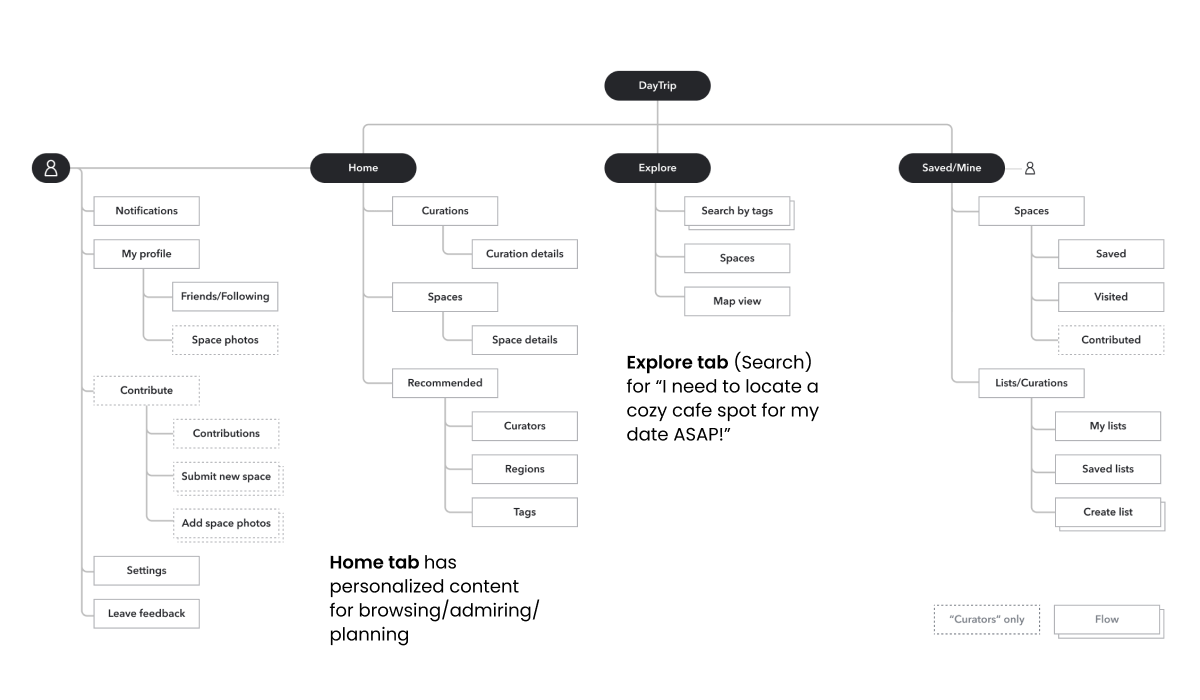 DayTrip
Home
Explore
Saved/Mine
Notifications
My profile
Friends/Following
Space photos
Contribute
Contributions
Submit new space
Add space photos
Settings
Leave feedback
Curations
Curation details
Spaces
Space details
Recommended
Curators
Regions
Tags
Home tab has
personalized content
for browsing/admiring/
planning
Search by tags
Spaces
Map view
Explore tab (Search)
for “I need to locate a
cozy cafe spot for my
date ASAP!”
Spaces
Saved
Visited
Contributed
Lists/Curations
My lists
Saved lists
Create list
“Curators” only
Flow